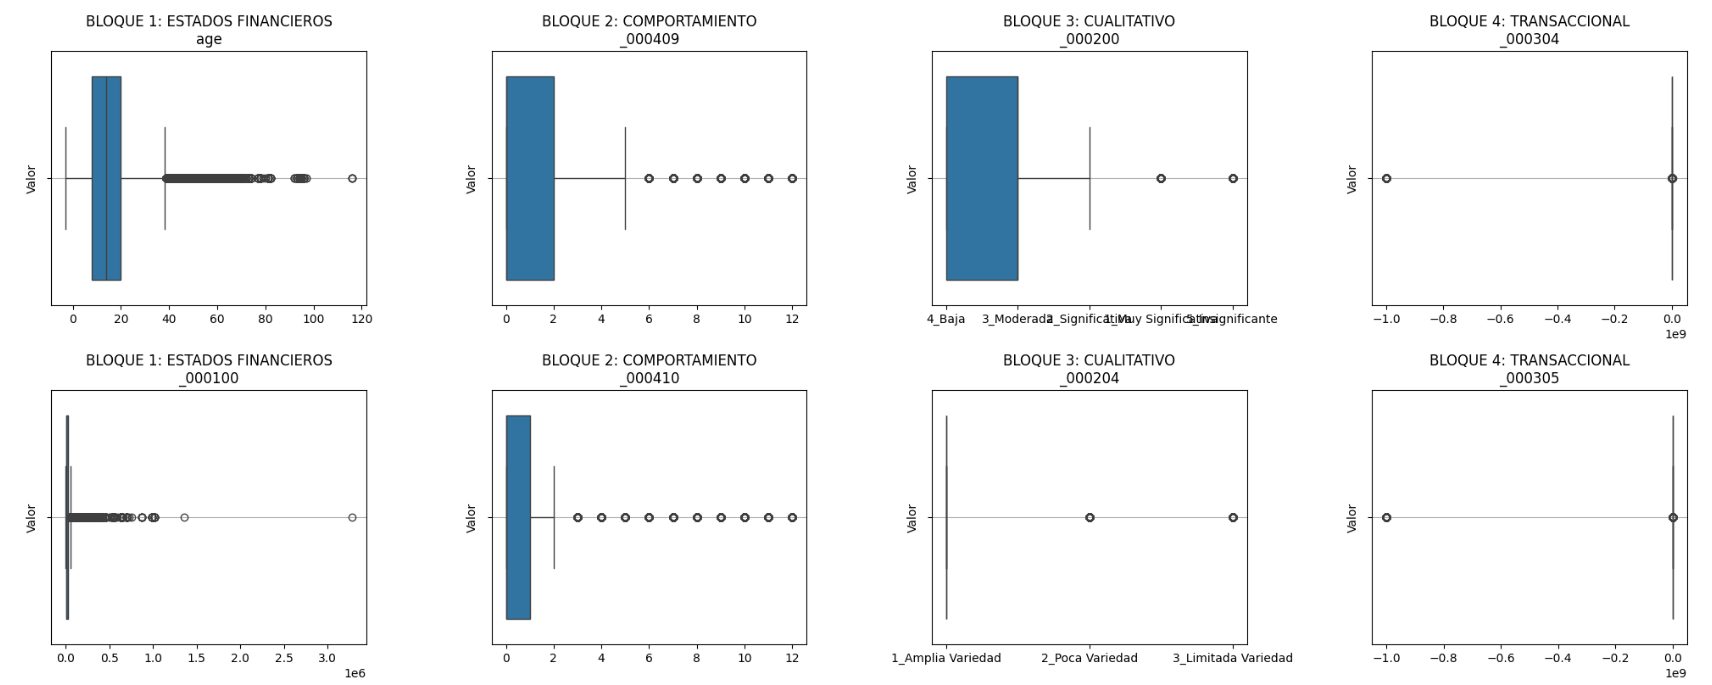 BLOQUE 1: ESTADOS FINANCIEROS
age
Valor
0 20 40 60 80 100 120
BLOQUE 2: COMPORTAMIENTO
_000409
Valor
0 2 4 6 8 10 12
BLOQUE 3: CUALITATIVO
_000200
Valor
4_Baja 3_Moderada 2_Significativa 1_Muy Significativa 5_Insignificante
BLOQUE 4: TRANSACCIONAL
_000304
Valor
−1.0 −0.8 −0.6 −0.4 −0.2 0.0
1e9
BLOQUE 1: ESTADOS FINANCIEROS
_000100
Valor
0.0 0.5 1.0 1.5 2.0 2.5 3.0
1e6
BLOQUE 2: COMPORTAMIENTO
_000410
Valor
0 2 4 6 8 10 12
BLOQUE 3: CUALITATIVO
_000204
Valor
1_Amplia Variedad 2_Poca Variedad 3_Limitada Variedad
BLOQUE 4: TRANSACCIONAL
_000305
Valor
−1.0 −0.8 −0.6 −0.4 −0.2 0.0
1e9